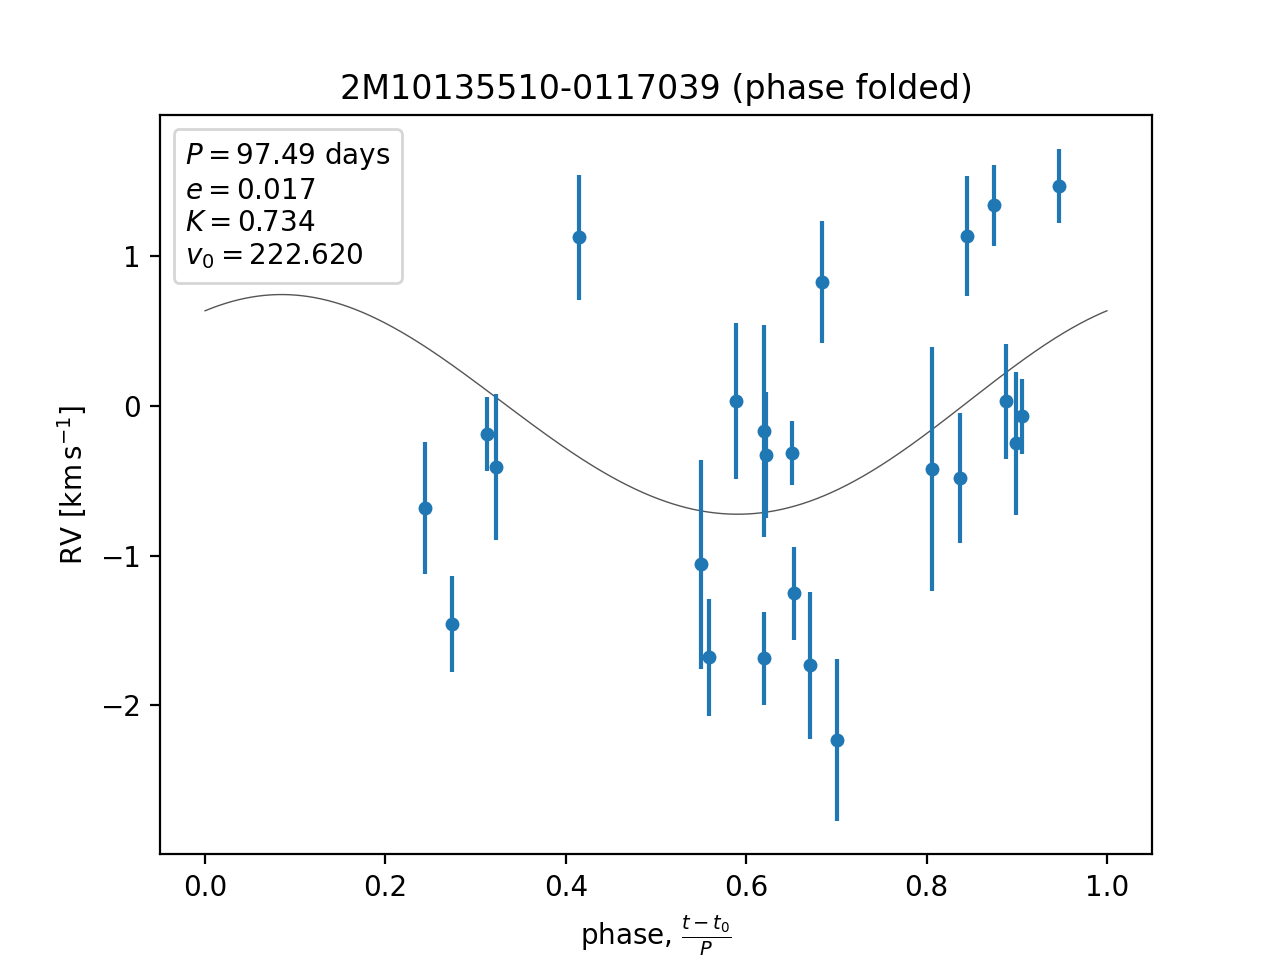 2M10135510-0117039 (phase folded)
P = 97.49 days
e = 0.017
K = 0.734
v₀ = 222.620
RV [km s⁻¹]
1
0
−1
−2
0.0 0.2 0.4 0.6 0.8 1.0
phase, (t − t₀)/P